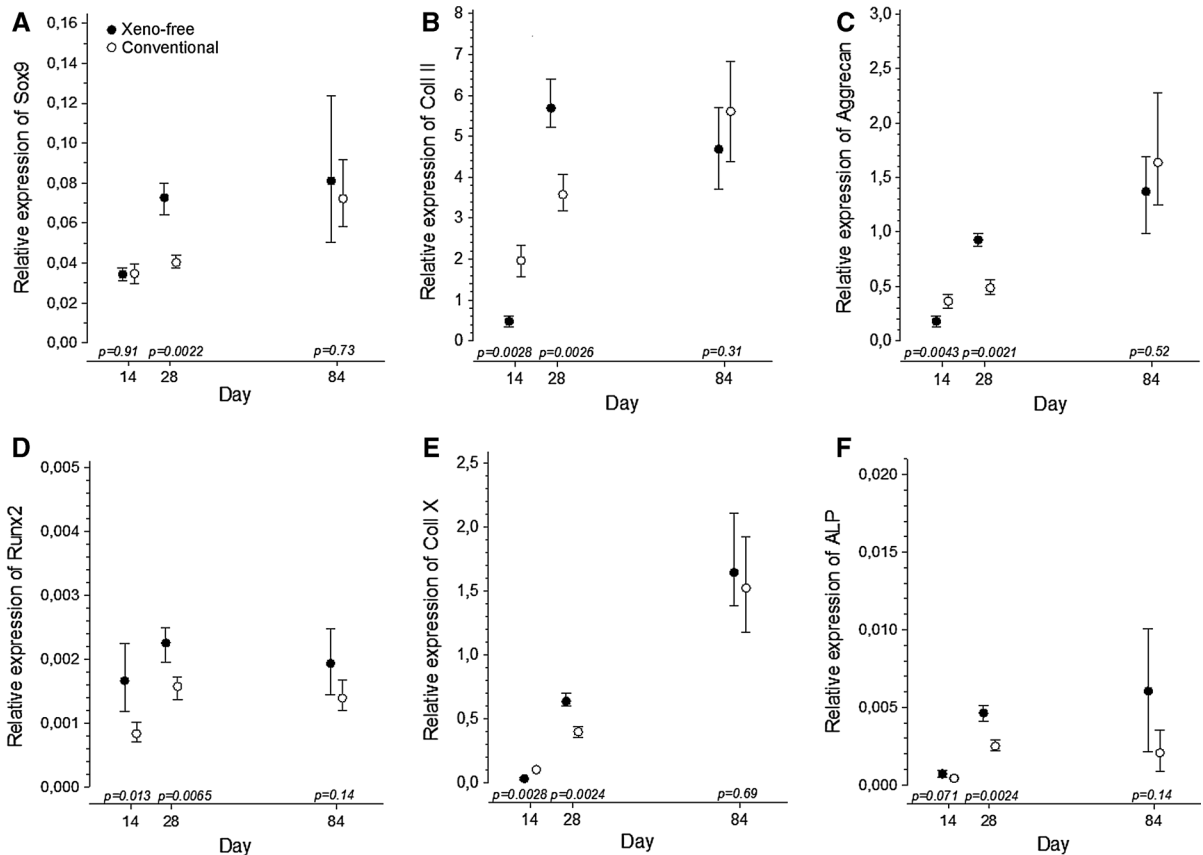 A
Relative expression of Sox9
0,16
0,14
0,12
0,10
0,08
0,06
0,04
0,02
0,00
Xeno-free
Conventional
p=0.91 p=0.0022 p=0.73
14 28 84
Day
B
Relative expression of Coll II
8
7
6
5
4
3
2
1
0
p=0.0028 p=0.0026 p=0.31
14 28 84
Day
C
Relative expression of Aggrecan
3,0
2,5
2,0
1,5
1,0
0,5
0,0
p=0.0043 p=0.0021 p=0.52
14 28 84
Day
D
Relative expression of Runx2
0,005
0,004
0,003
0,002
0,001
0,000
p=0.013 p=0.0065 p=0.14
14 28 84
Day
E
Relative expression of Coll X
2,5
2,0
1,5
1,0
0,5
0,0
p=0.0028 p=0.0024 p=0.69
14 28 84
Day
F
Relative expression of ALP
0,020
0,015
0,010
0,005
0,000
p=0.071 p=0.0024 p=0.14
14 28 84
Day